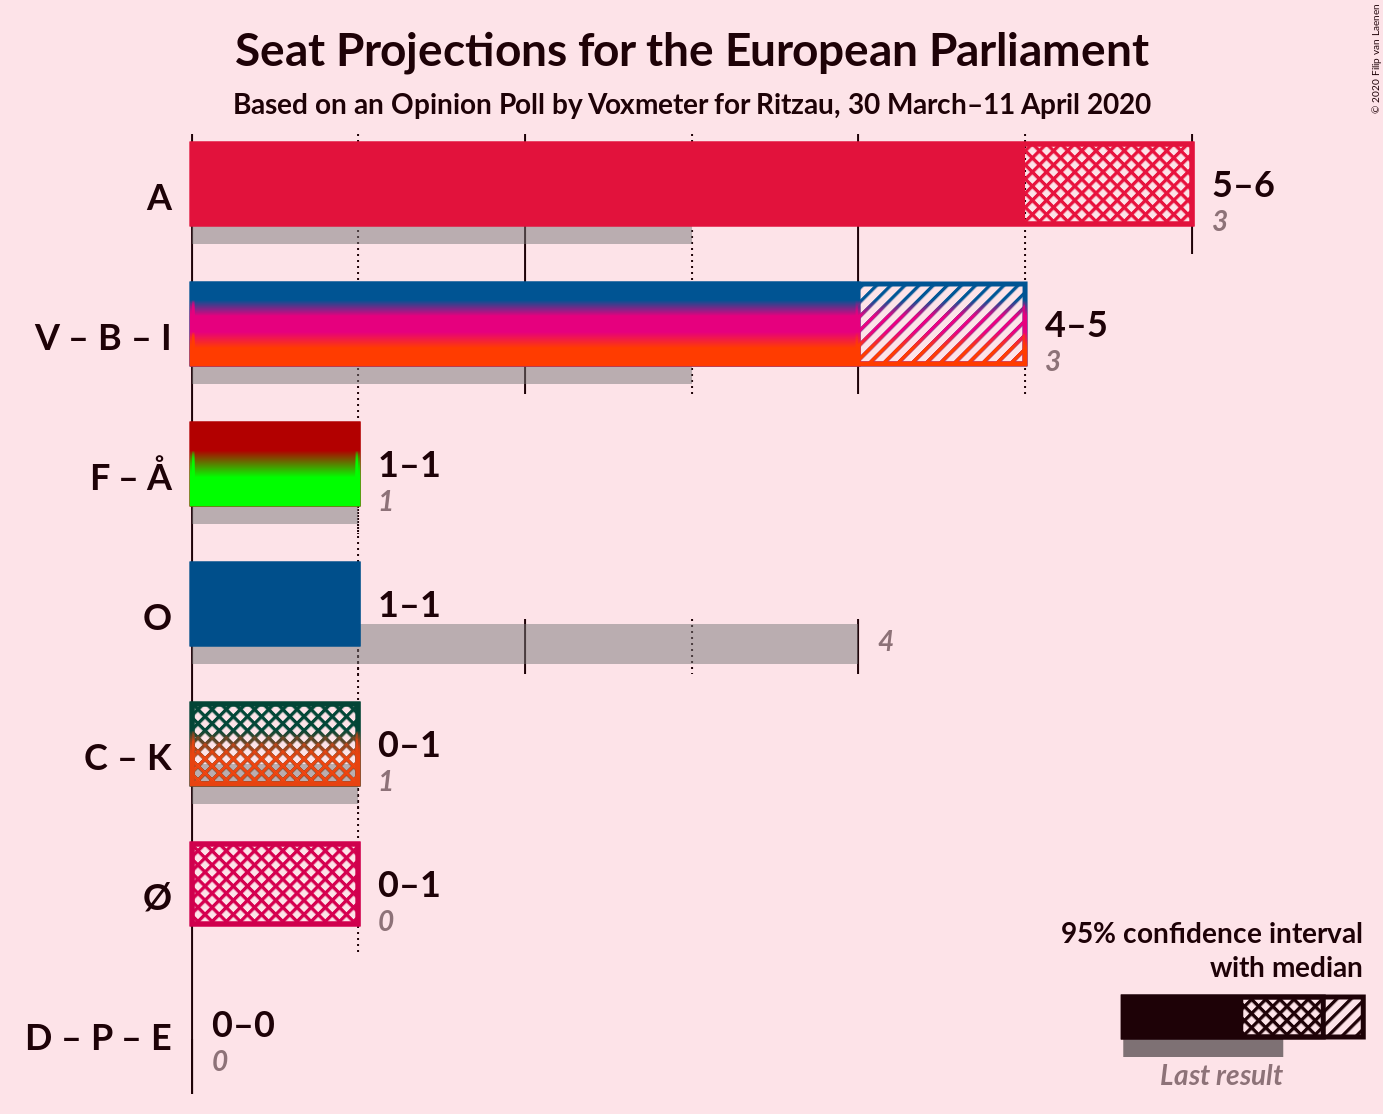 Seat Projections for the European Parliament
Based on an Opinion Poll by Voxmeter for Ritzau, 30 March–11 April 2020
© 2020 Filip van Laenen
A
5–6
3
V – B – I
4–5
3
F – Å
1–1
1
O
1–1
4
C – K
0–1
1
Ø
0–1
0
D – P – E
0–0
0
95% confidence interval
with median
Last result